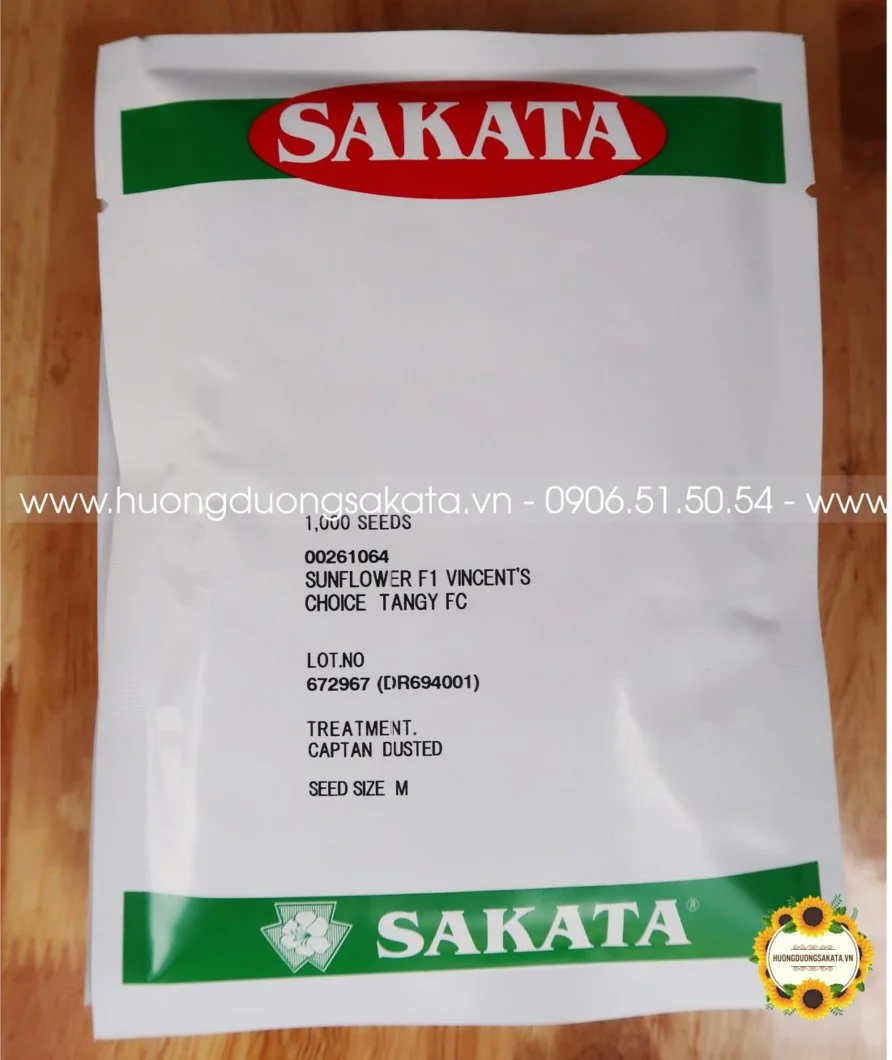 SAKATA
www.huongduongsakata.vn - 0906.51.50.54 - www.
1,000 SEEDS
00261064
SUNFLOWER F1 VINCENT'S
CHOICE TANGY FC
LOT.NO
672967 (DR694001)
TREATMENT.
CAPTAN DUSTED
SEED SIZE M
SAKATA®
HUONGDUONGSAKATA.VN